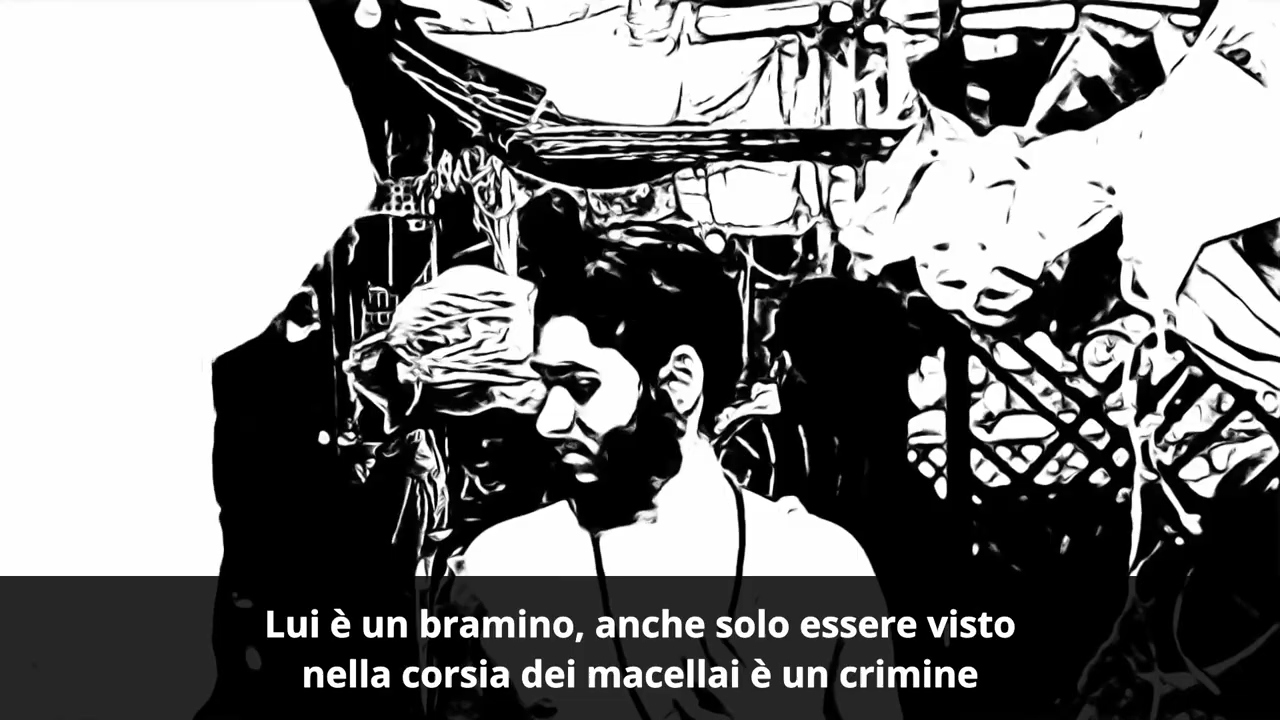 Lui è un bramino, anche solo essere visto
nella corsia dei macellai è un crimine